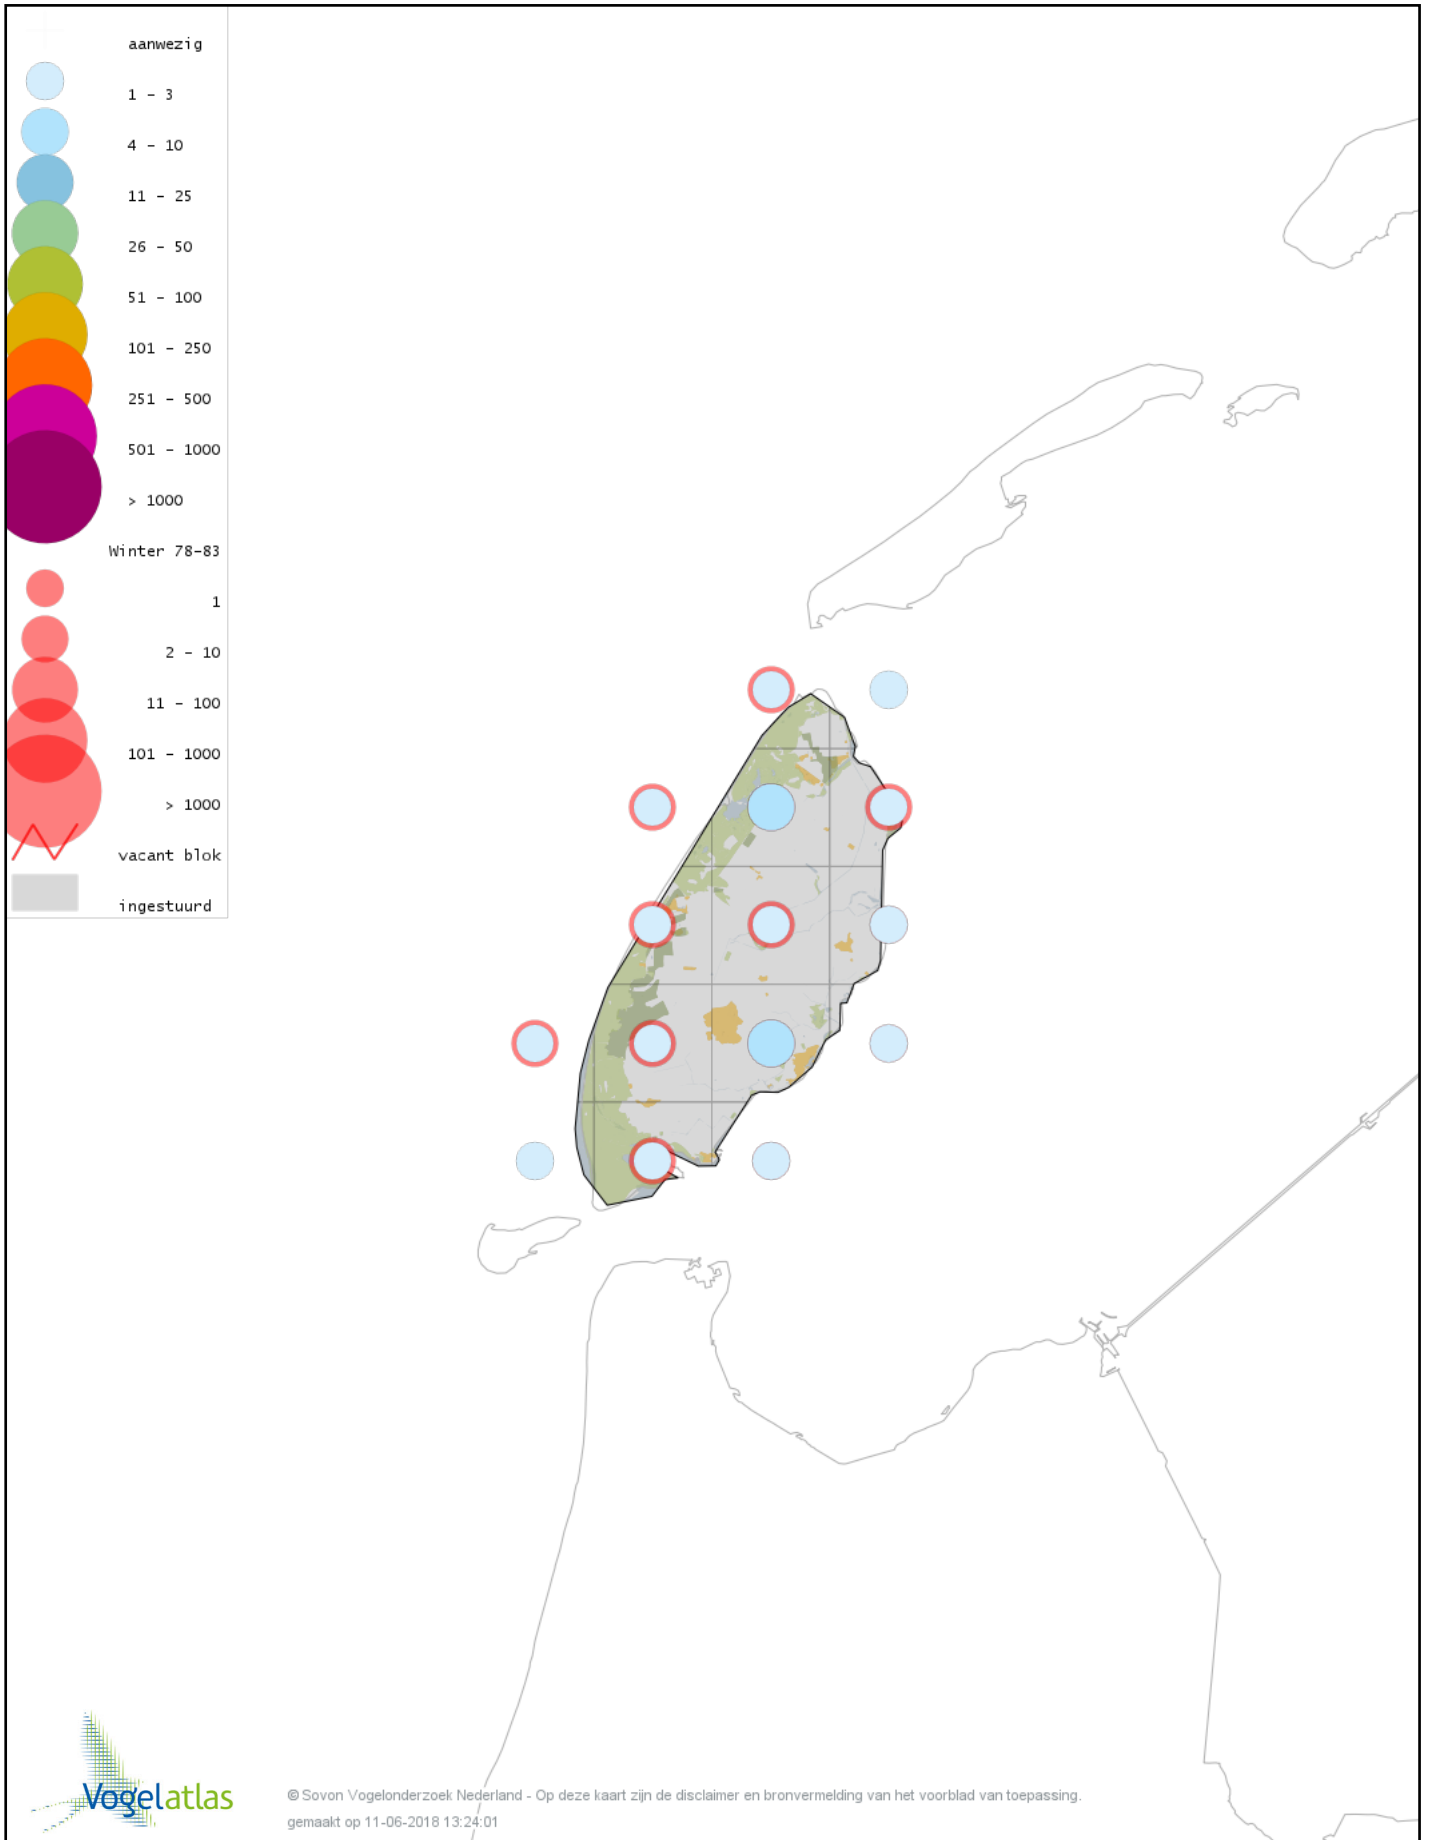 aanwezig
1 - 3
4 - 10
11 - 25
26 - 50
51 - 100
101 - 250
251 - 500
501 - 1000
> 1000
Winter 78-83
1
2 - 10
11 - 100
101 - 1000
> 1000
vacant blok
ingestuurd
Vogelatlas
© Sovon Vogelonderzoek Nederland - Op deze kaart zijn de disclaimer en bronvermelding van het voorblad van toepassing.
gemaakt op 11-06-2018 13:24:01